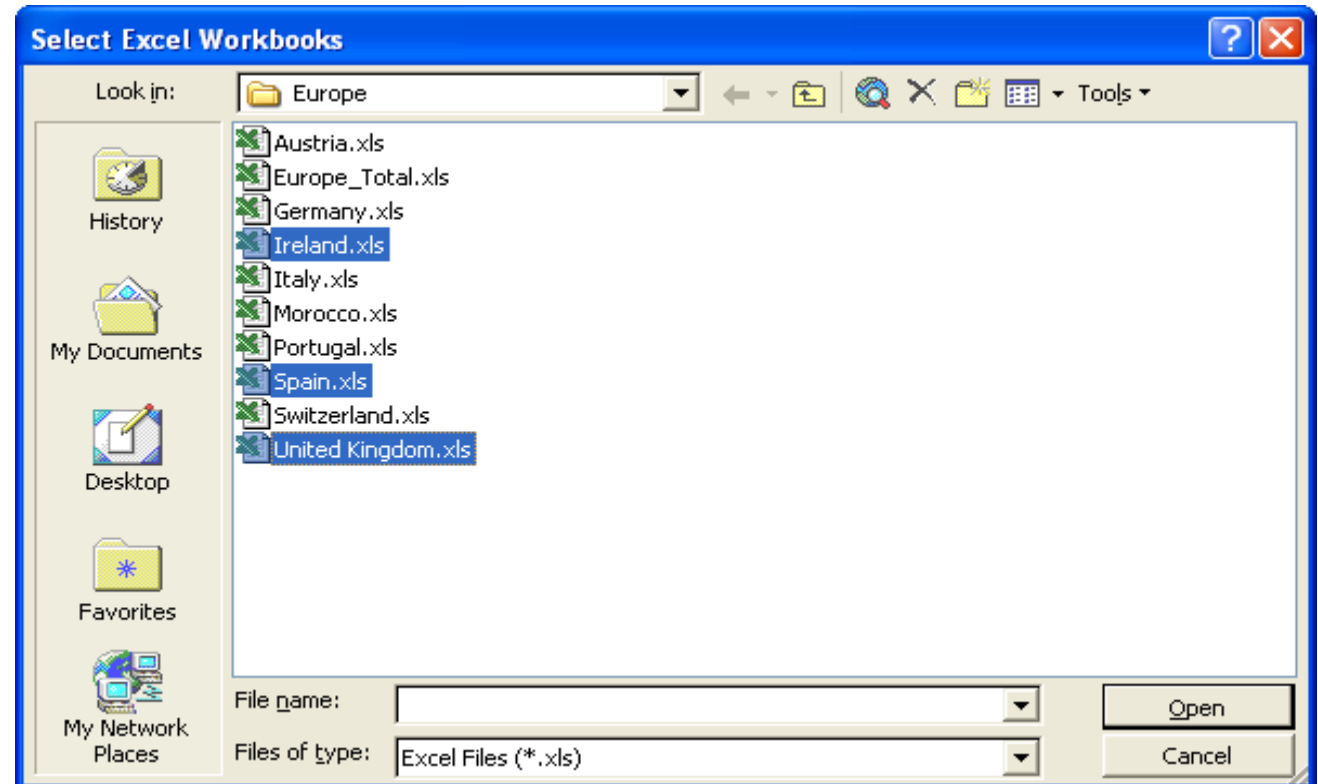 Select Excel Workbooks
Look in:
Europe
Tools
History
My Documents
Desktop
Favorites
My Network
Places
Austria.xls
Europe_Total.xls
Germany.xls
Ireland.xls
Italy.xls
Morocco.xls
Portugal.xls
Spain.xls
Switzerland.xls
United Kingdom.xls
File name:
Open
Files of type:
Excel Files (*.xls)
Cancel